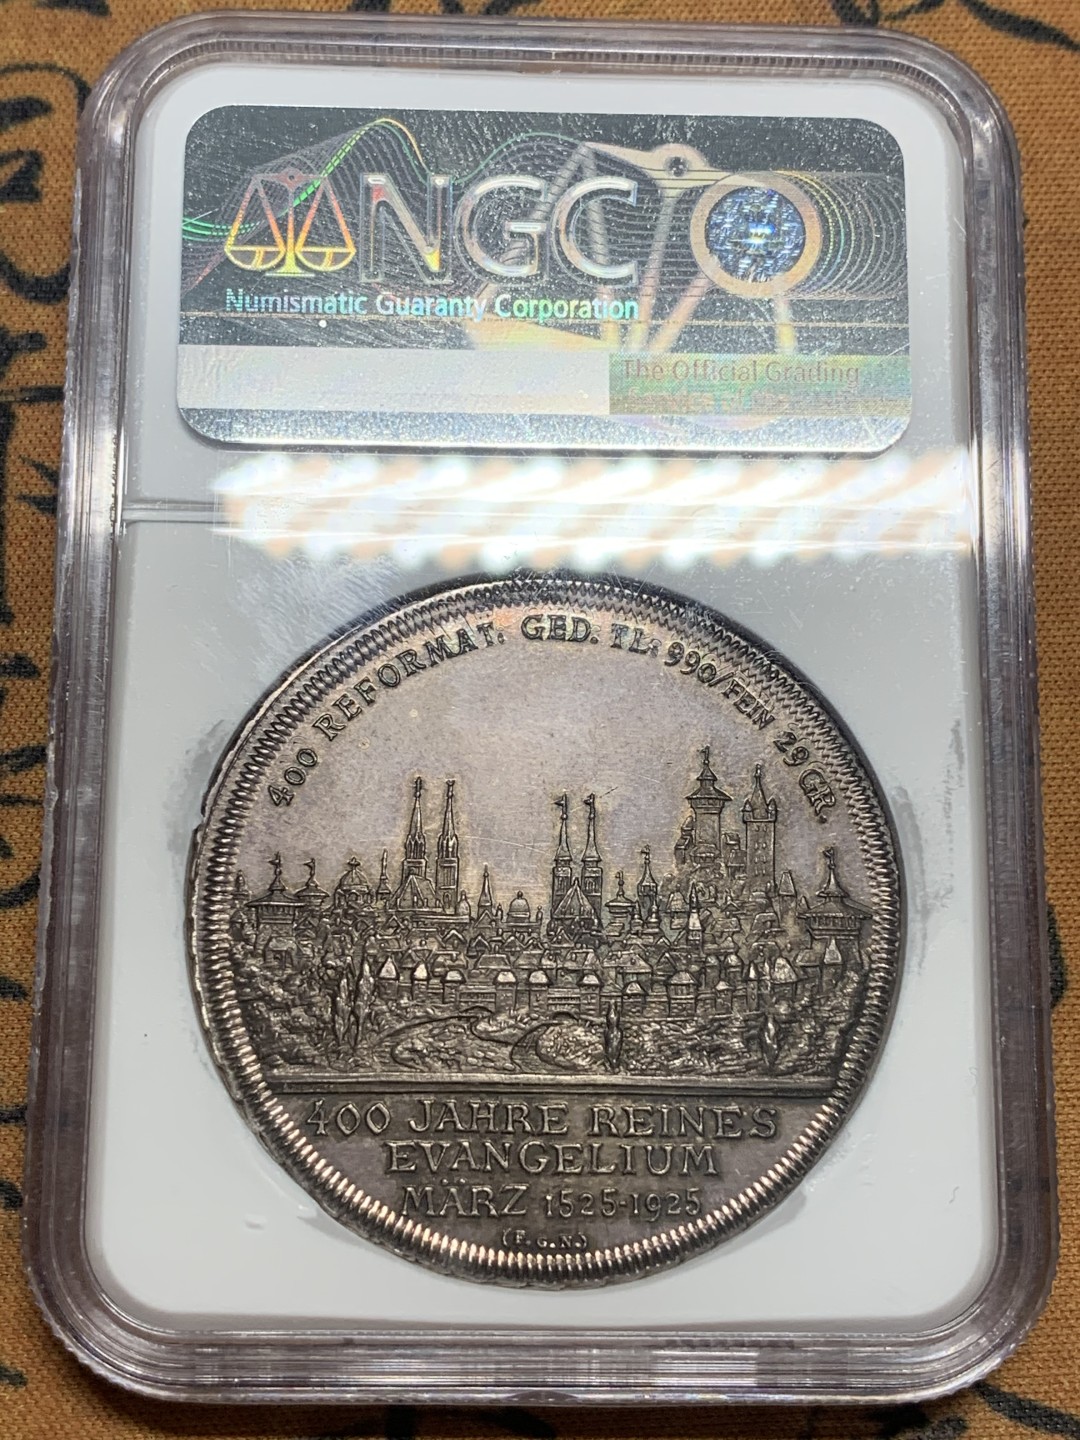 NGC
Numismatic Guaranty Corporation
The Official Grading
400 REFORMAT. GED. TL: 990/FEIN 29 GR.
400 JAHRE REINES
EVANGELIUM
MÄRZ 1525-1925
(F.G.N.)